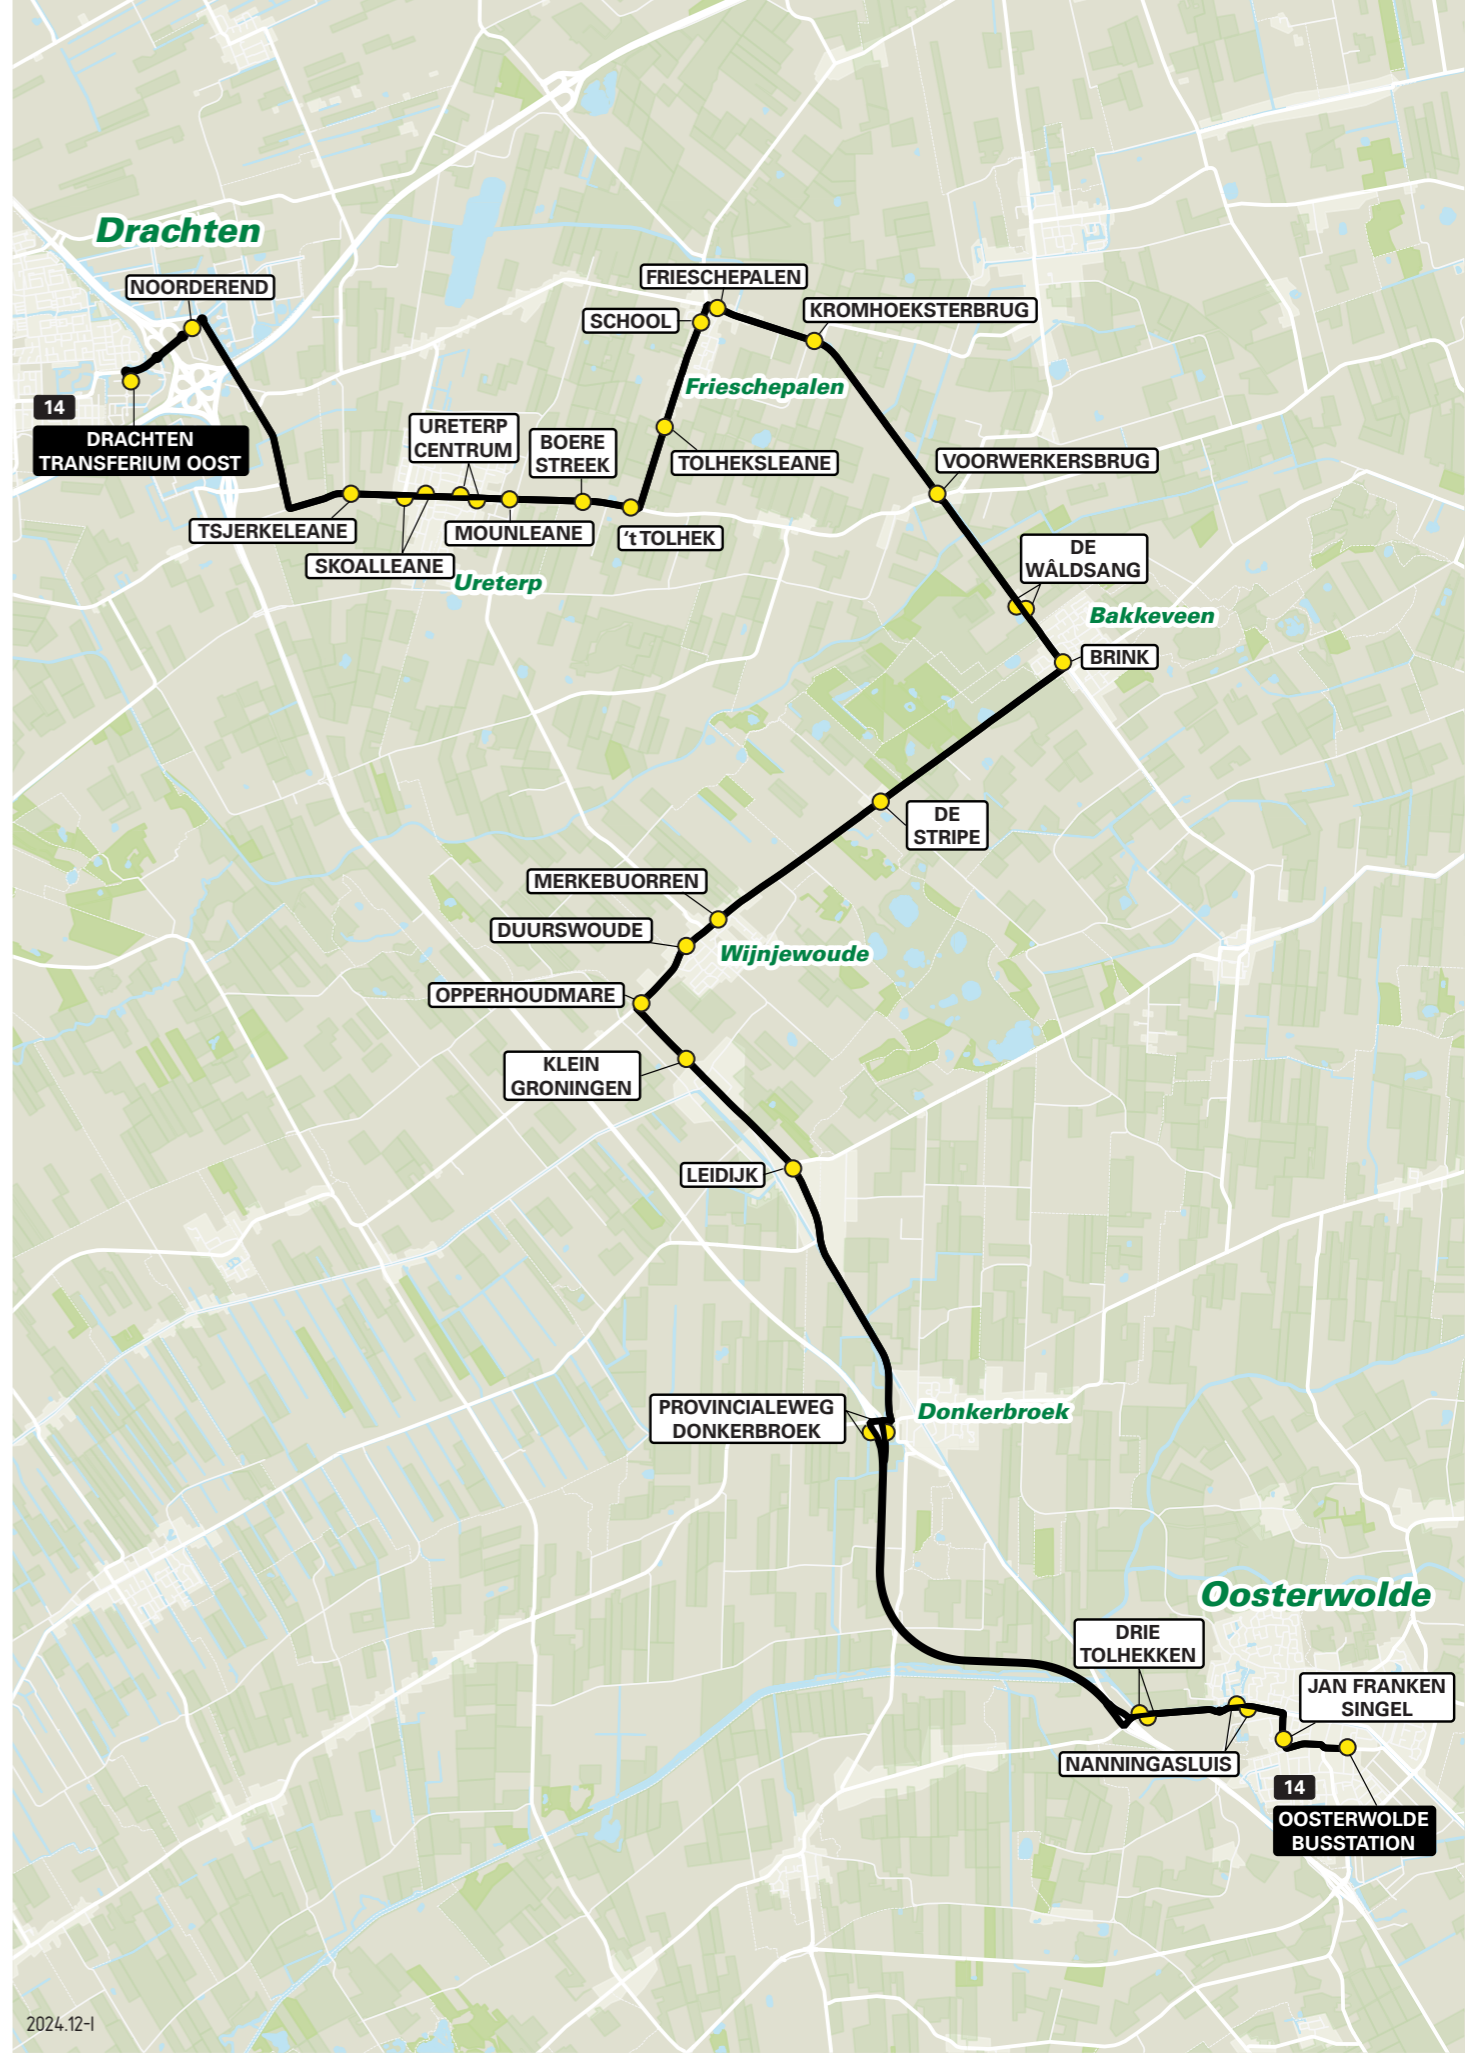 Drachten
NOORDEREND
14
DRACHTEN
TRANSFERIUM OOST
TSJERKELEANE
SKOALLEANE
URETERP
CENTRUM
MOUNLEANE
BOERE
STREEK
't TOLHEK
Ureterp
FRIESCHEPALEN
SCHOOL
KROMHOEKSTERBRUG
Frieschepalen
TOLHEKSLEANE
VOORWERKERSBRUG
DE
WÂLDSANG
Bakkeveen
BRINK
DE
STRIPE
MERKEBUORREN
DUURSWOUDE
Wijnjewoude
OPPERHOUDMARE
KLEIN
GRONINGEN
LEIDIJK
PROVINCIALEWEG
DONKERBROEK
Donkerbroek
Oosterwolde
DRIE
TOLHEKKEN
JAN FRANKEN
SINGEL
NANNINGASLUIS
14
OOSTERWOLDE
BUSSTATION
2024.12-I